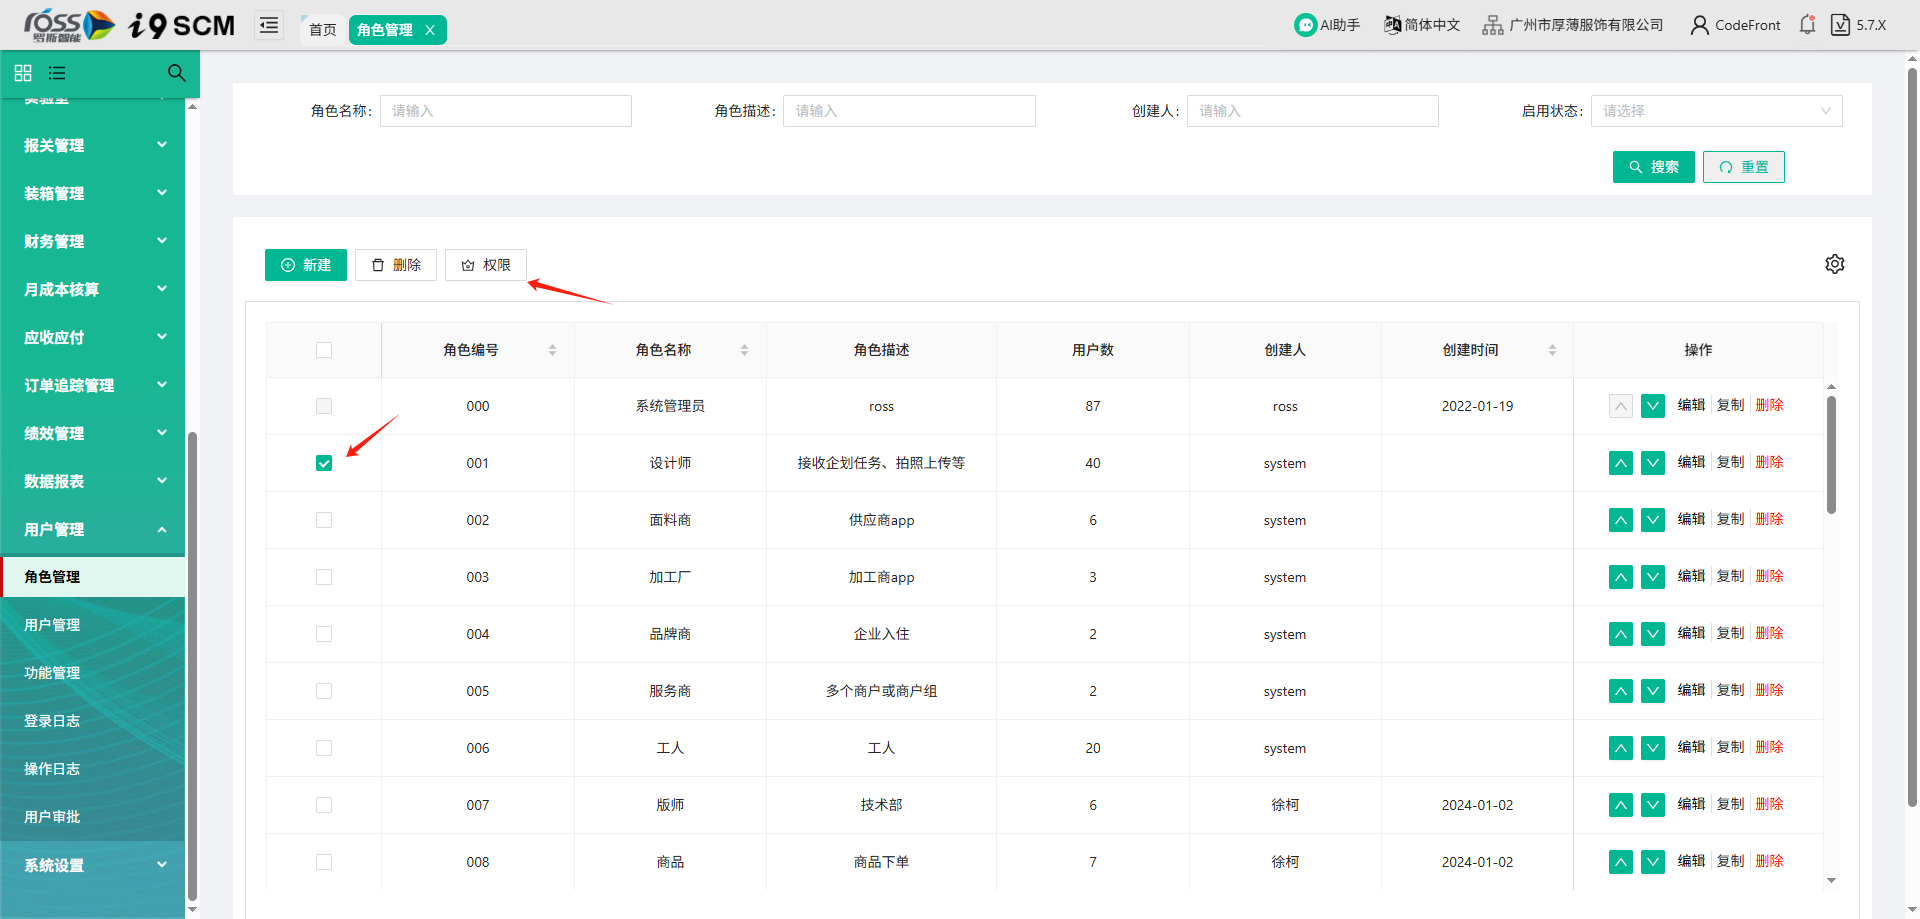 rōss
罗斯智能
i9 SCM
首页
角色管理 X
AI助手
简体中文
广州市厚薄服饰有限公司
CodeFront
5.7.X
实验室
报关管理
装箱管理
财务管理
月成本核算
应收应付
订单追踪管理
绩效管理
数据报表
用户管理
角色管理
用户管理
功能管理
登录日志
操作日志
用户审批
系统设置
角色名称: 请输入
角色描述: 请输入
创建人: 请输入
启用状态: 请选择
搜索 重置
新建 删除 权限
角色编号 角色名称 角色描述 用户数 创建人 创建时间 操作
000 系统管理员 ross 87 ross 2022-01-19 编辑 复制 删除
001 设计师 接收企划任务、拍照上传等 40 system 编辑 复制 删除
002 面料商 供应商app 6 system 编辑 复制 删除
003 加工厂 加工商app 3 system 编辑 复制 删除
004 品牌商 企业入住 2 system 编辑 复制 删除
005 服务商 多个商户或商户组 2 system 编辑 复制 删除
006 工人 工人 20 system 编辑 复制 删除
007 版师 技术部 6 徐柯 2024-01-02 编辑 复制 删除
008 商品 商品下单 7 徐柯 2024-01-02 编辑 复制 删除